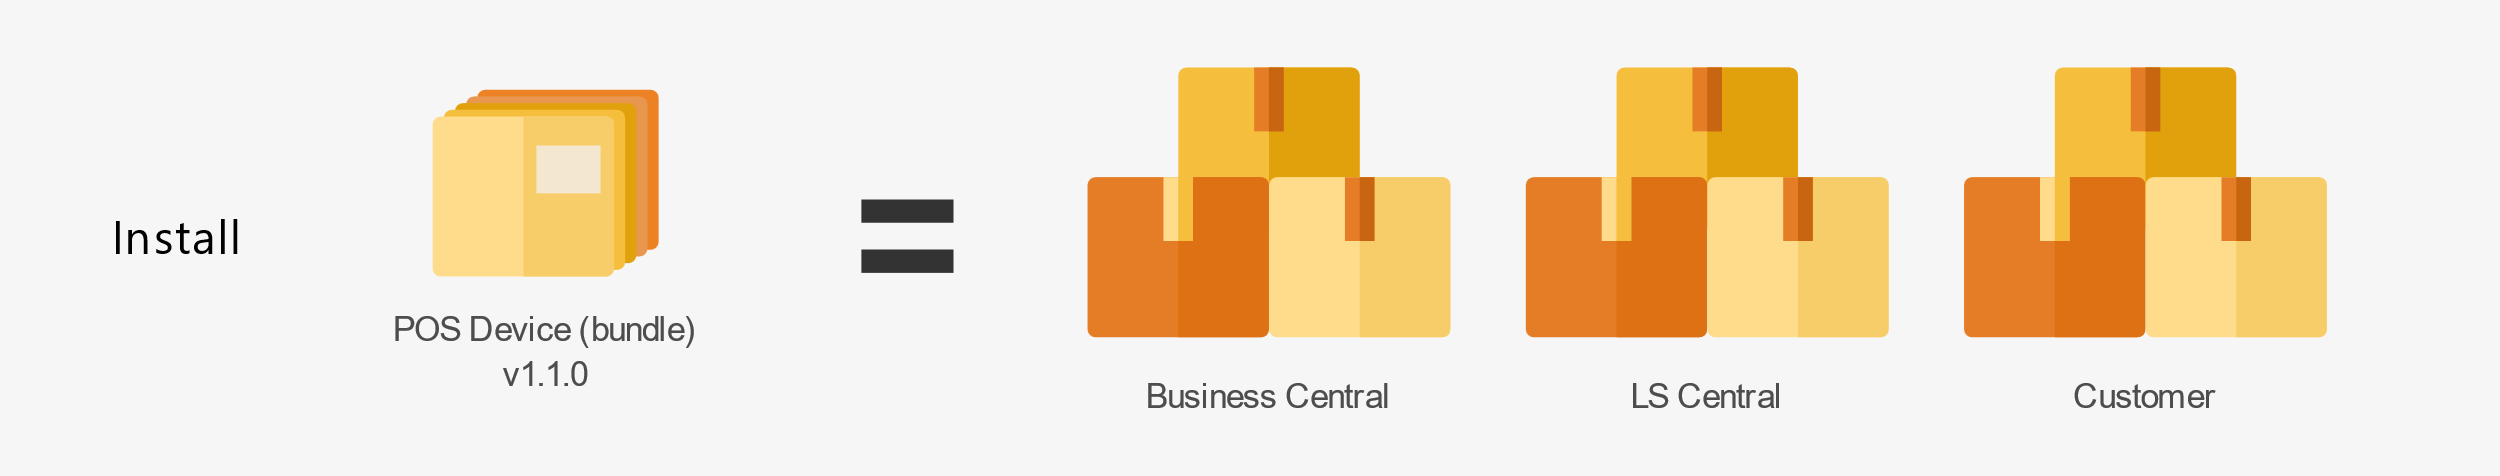 Install
POS Device (bundle)
v1.1.0
Business Central
LS Central
Customer